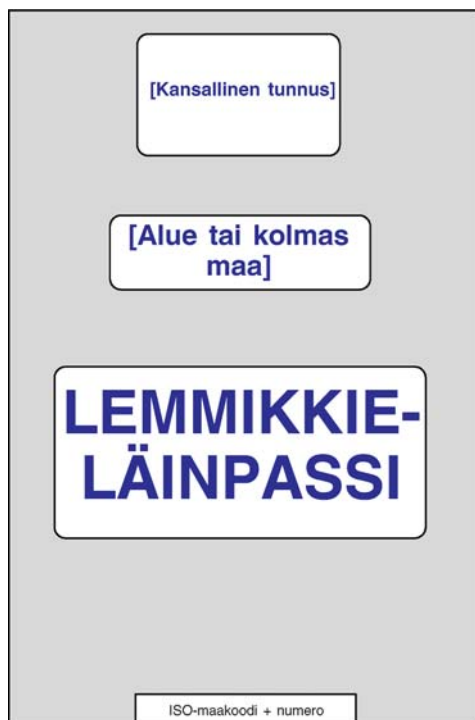 [Kansallinen tunnus]
[Alue tai kolmas
maa]
LEMMIKKIE-
LÄINPASSI
ISO-maakoodi + numero